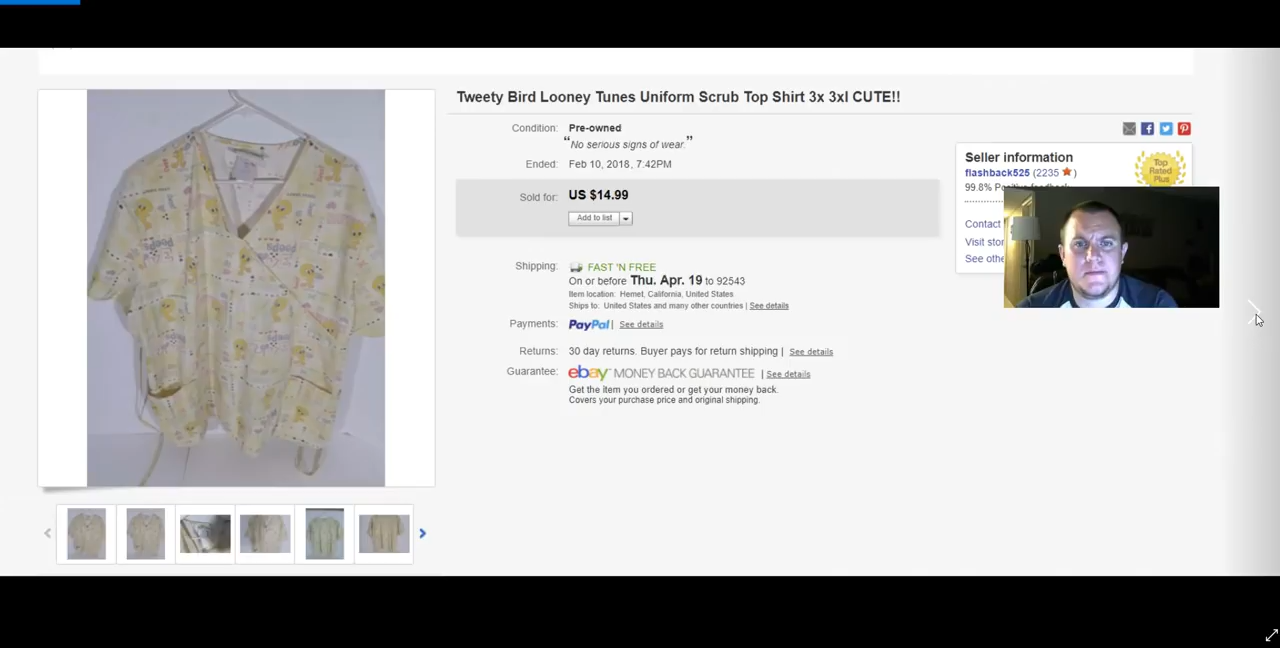 Tweety Bird Looney Tunes Uniform Scrub Top Shirt 3x 3xl CUTE!!
Condition: Pre-owned
“No serious signs of wear.”
Ended: Feb 10, 2018, 7:42PM
Sold for: US $14.99
Add to list
Shipping: FAST 'N FREE
On or before Thu. Apr. 19 to 92543
Item location: Hemet, California, United States
Ships to: United States and many other countries | See details
Payments: PayPal | See details
Returns: 30 day returns. Buyer pays for return shipping | See details
Guarantee: ebay MONEY BACK GUARANTEE | See details
Get the item you ordered or get your money back.
Covers your purchase price and original shipping.
Seller information
flashback525 (2235)
99.8% Positive feedback
Top
Rated
Plus
Contact
Visit stor
See othe